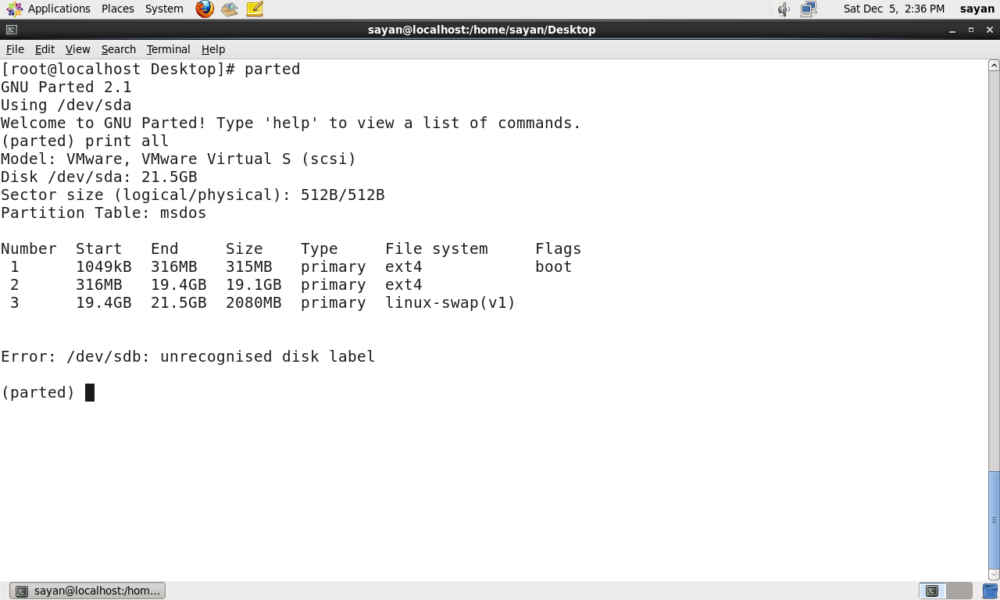 Applications Places System Sat Dec 5, 2:36 PM sayan
sayan@localhost:/home/sayan/Desktop
File Edit View Search Terminal Help
[root@localhost Desktop]# parted
GNU Parted 2.1
Using /dev/sda
Welcome to GNU Parted! Type 'help' to view a list of commands.
(parted) print all
Model: VMware, VMware Virtual S (scsi)
Disk /dev/sda: 21.5GB
Sector size (logical/physical): 512B/512B
Partition Table: msdos
Number  Start   End     Size    Type     File system     Flags
 1      1049kB  316MB   315MB   primary  ext4            boot
 2      316MB   19.4GB  19.1GB  primary  ext4
 3      19.4GB  21.5GB  2080MB  primary  linux-swap(v1)
Error: /dev/sdb: unrecognised disk label
(parted)
sayan@localhost:/hom...